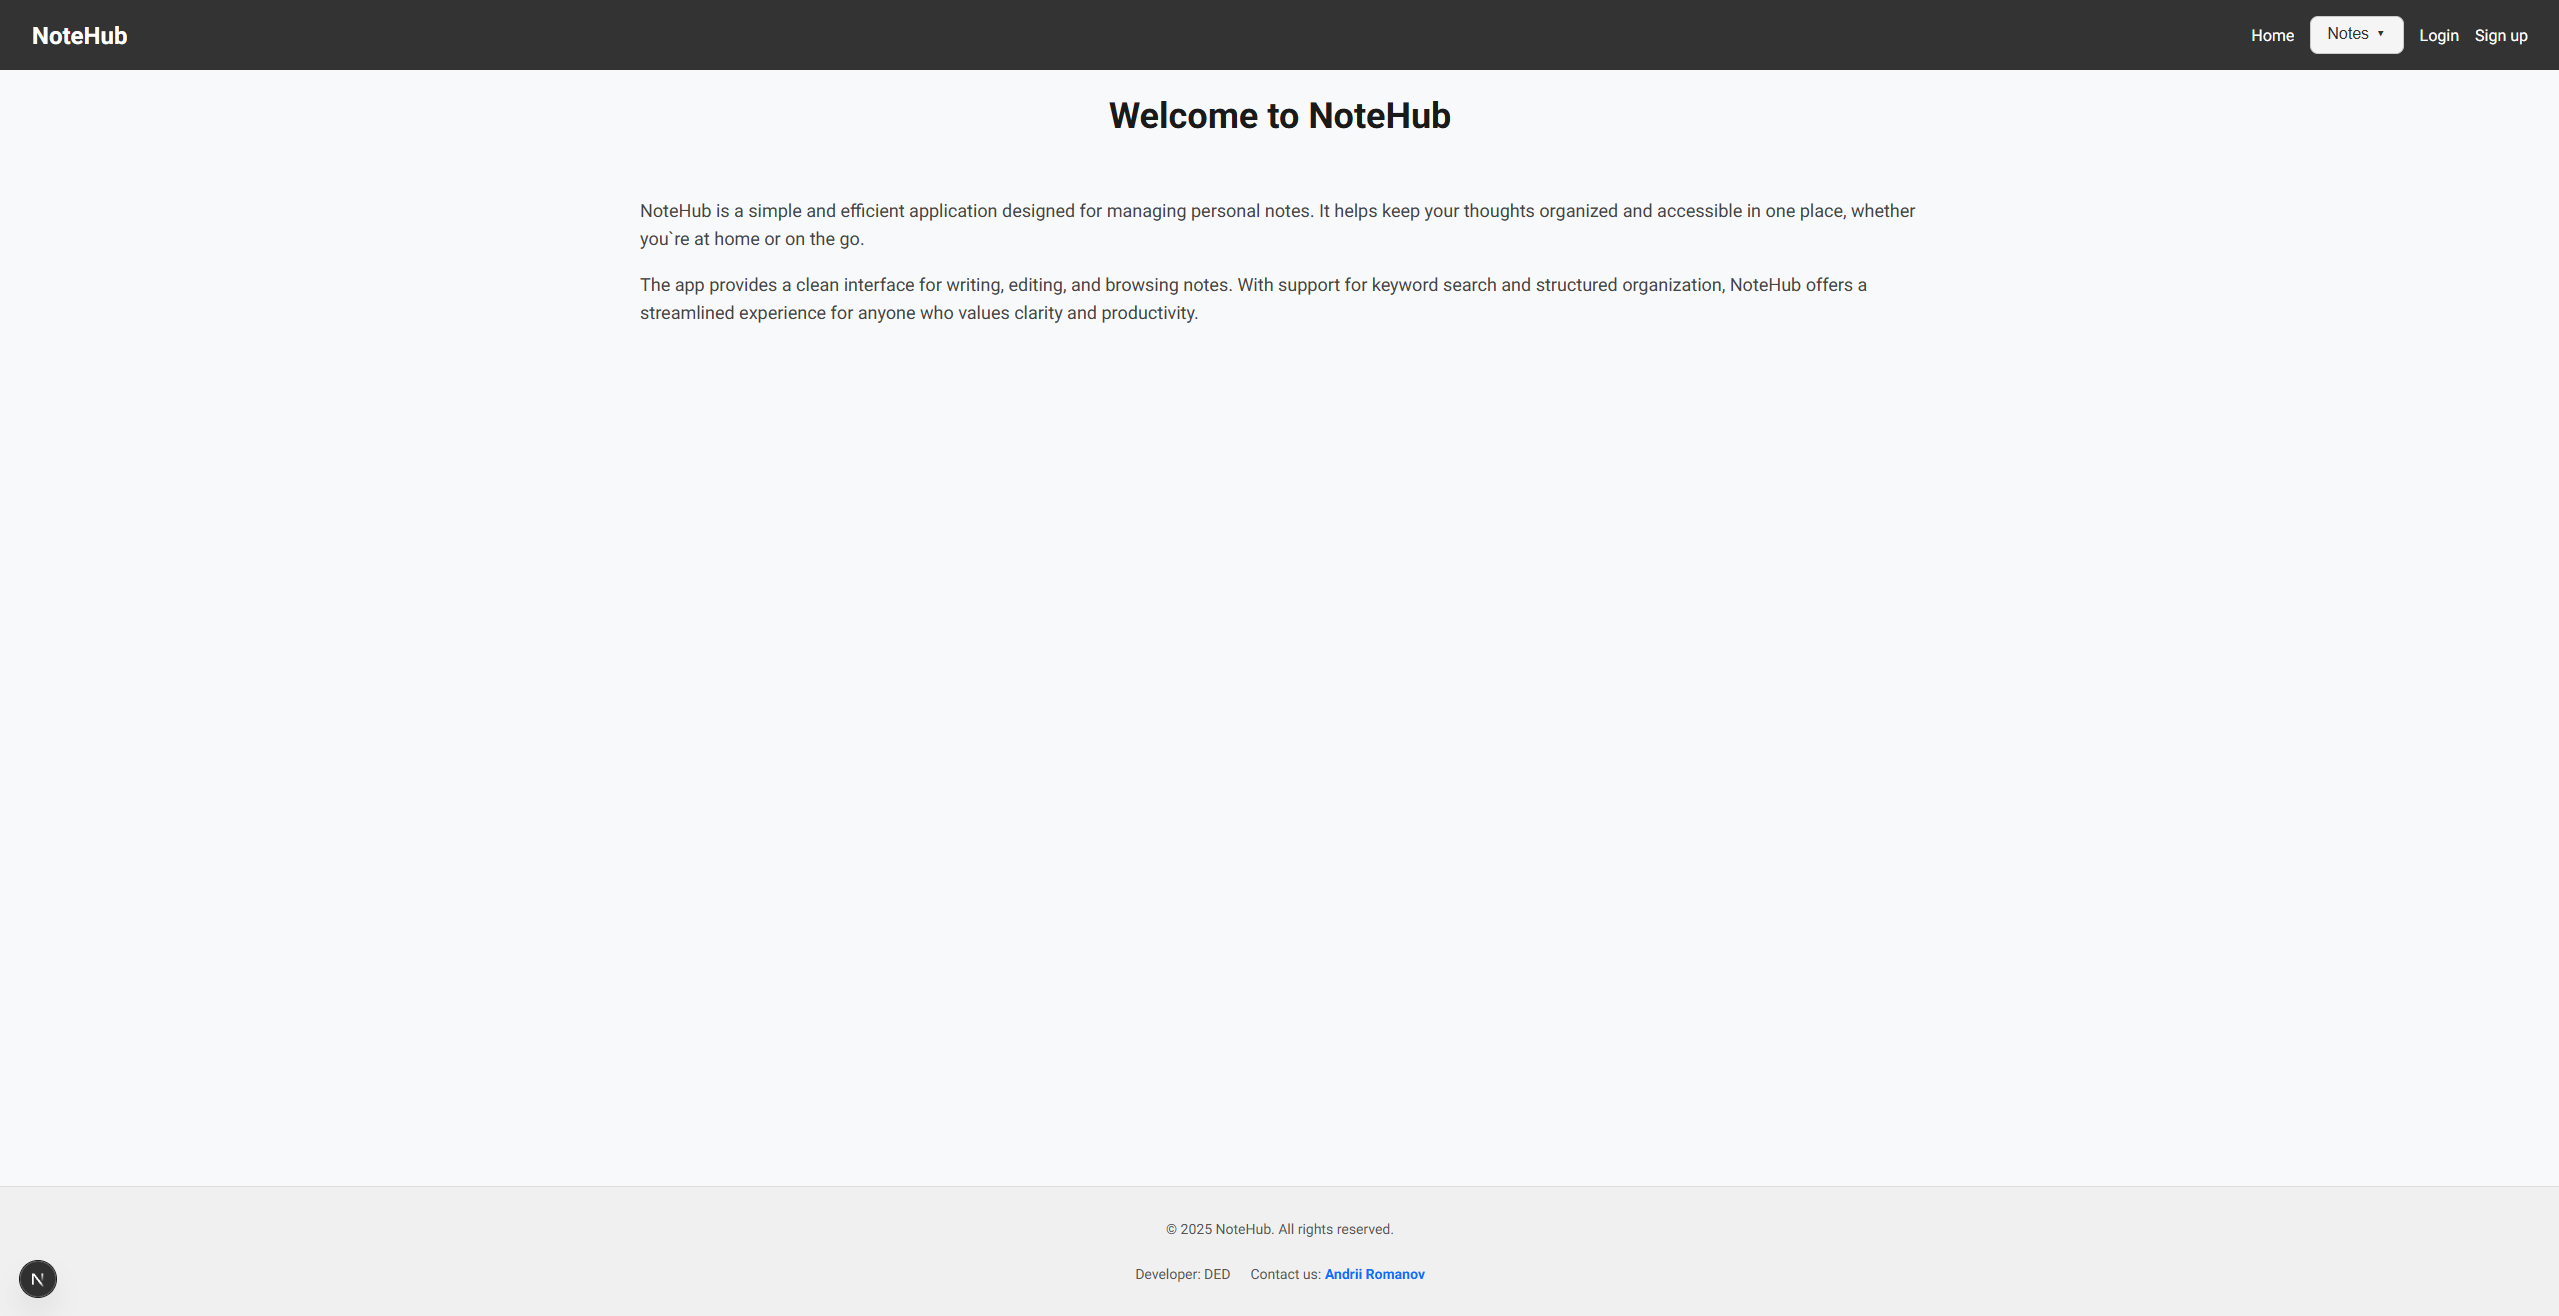 NoteHub
Home Notes ▼ Login Sign up
Welcome to NoteHub
NoteHub is a simple and efficient application designed for managing personal notes. It helps keep your thoughts organized and accessible in one place, whether
you`re at home or on the go.
The app provides a clean interface for writing, editing, and browsing notes. With support for keyword search and structured organization, NoteHub offers a
streamlined experience for anyone who values clarity and productivity.
© 2025 NoteHub. All rights reserved.
Developer: DED Contact us: Andrii Romanov
N